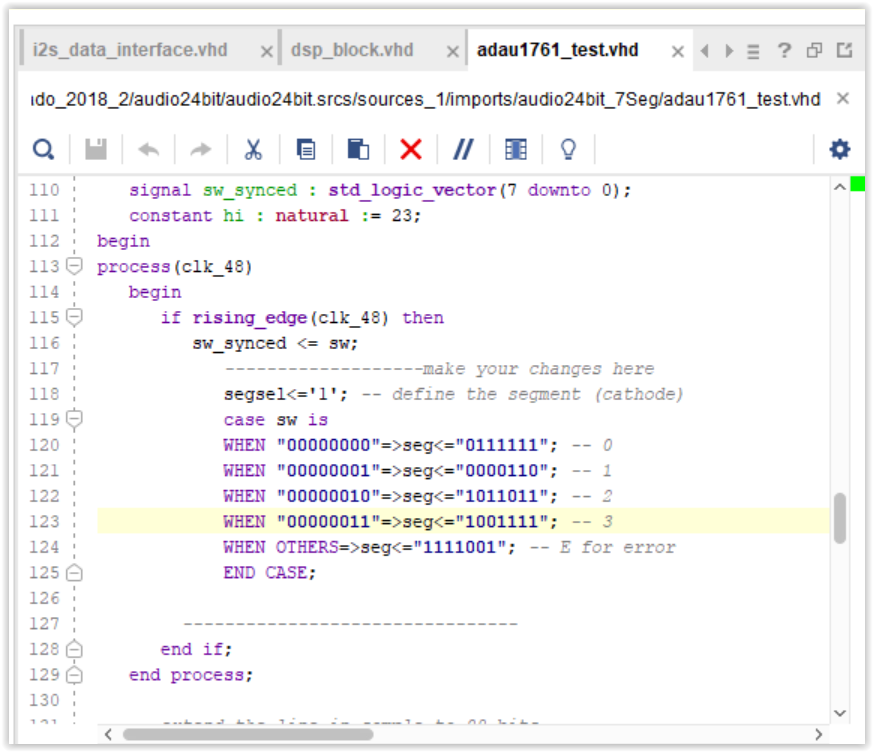 i2s_data_interface.vhd × dsp_block.vhd × adau1761_test.vhd ×
ido_2018_2/audio24bit/audio24bit.srcs/sources_1/imports/audio24bit_7Seg/adau1761_test.vhd ×
110 signal sw_synced : std_logic_vector(7 downto 0);
111 constant hi : natural := 23;
112 begin
113 process(clk_48)
114 begin
115 if rising_edge(clk_48) then
116 sw_synced <= sw;
117 -------------------make your changes here
118 segsel<='1'; -- define the segment (cathode)
119 case sw is
120 WHEN "00000000"=>seg<="0111111"; -- 0
121 WHEN "00000001"=>seg<="0000110"; -- 1
122 WHEN "00000010"=>seg<="1011011"; -- 2
123 WHEN "00000011"=>seg<="1001111"; -- 3
124 WHEN OTHERS=>seg<="1111001"; -- E for error
125 END CASE;
126
127 --------------------------------
128 end if;
129 end process;
130